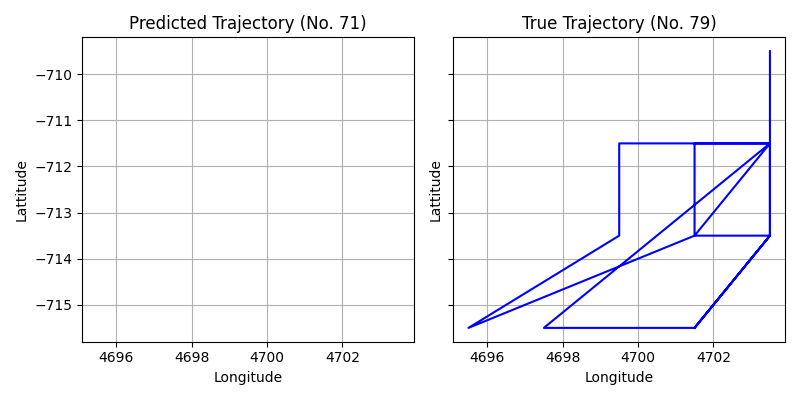 Predicted Trajectory (No. 71)
True Trajectory (No. 79)
Lattitude
−710
−711
−712
−713
−714
−715
4696
4698
4700
4702
Longitude
Lattitude
4696
4698
4700
4702
Longitude